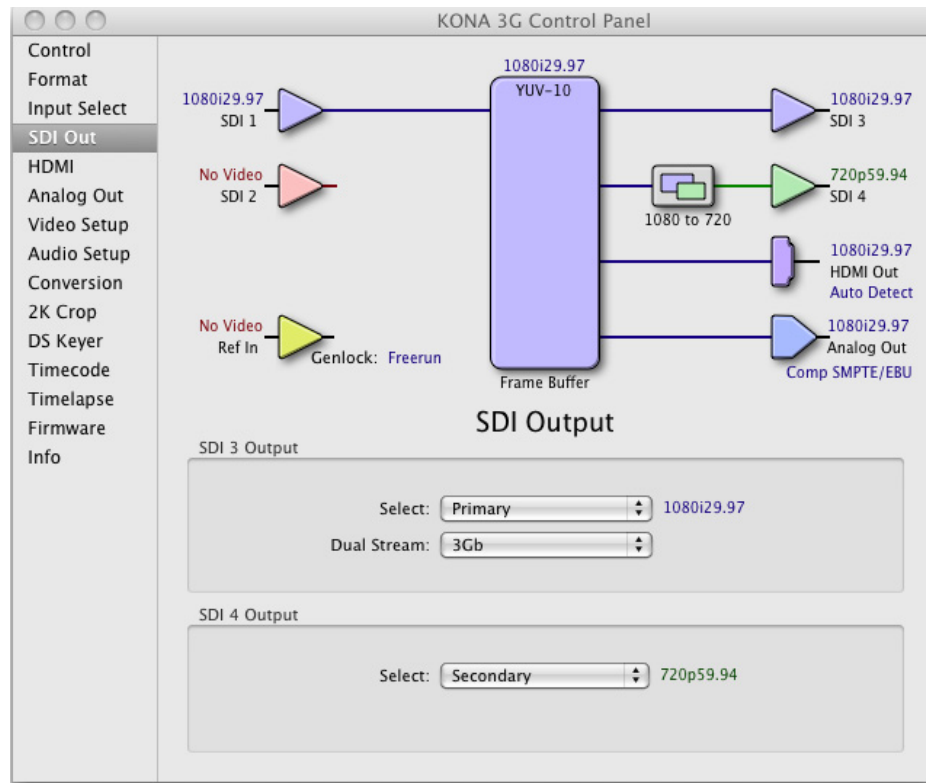 KONA 3G Control Panel
Control
Format
Input Select
SDI Out
HDMI
Analog Out
Video Setup
Audio Setup
Conversion
2K Crop
DS Keyer
Timecode
Timelapse
Firmware
Info
1080i29.97
YUV-10
1080i29.97
SDI 1
1080i29.97
SDI 3
No Video
SDI 2
1080 to 720
720p59.94
SDI 4
1080i29.97
HDMI Out
Auto Detect
No Video
Ref In
Genlock: Freerun
1080i29.97
Analog Out
Comp SMPTE/EBU
Frame Buffer
SDI Output
SDI 3 Output
Select: Primary 1080i29.97
Dual Stream: 3Gb
SDI 4 Output
Select: Secondary 720p59.94